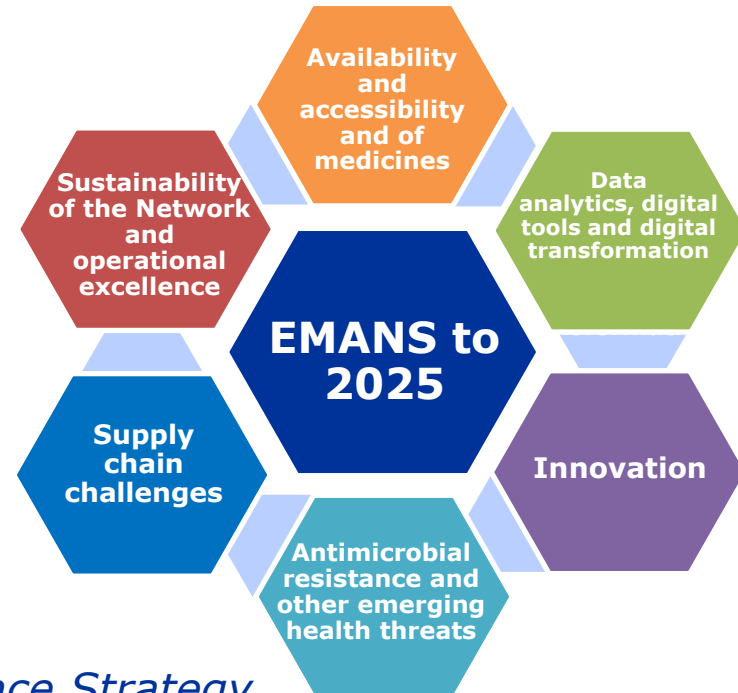 Availability
and
accessibility
and of
medicines
Sustainability
of the Network
and
operational
excellence
Data
analytics, digital
tools and digital
transformation
EMANS to
2025
Supply
chain
challenges
Innovation
Antimicrobial
resistance and
other emerging
health threats
Strategy